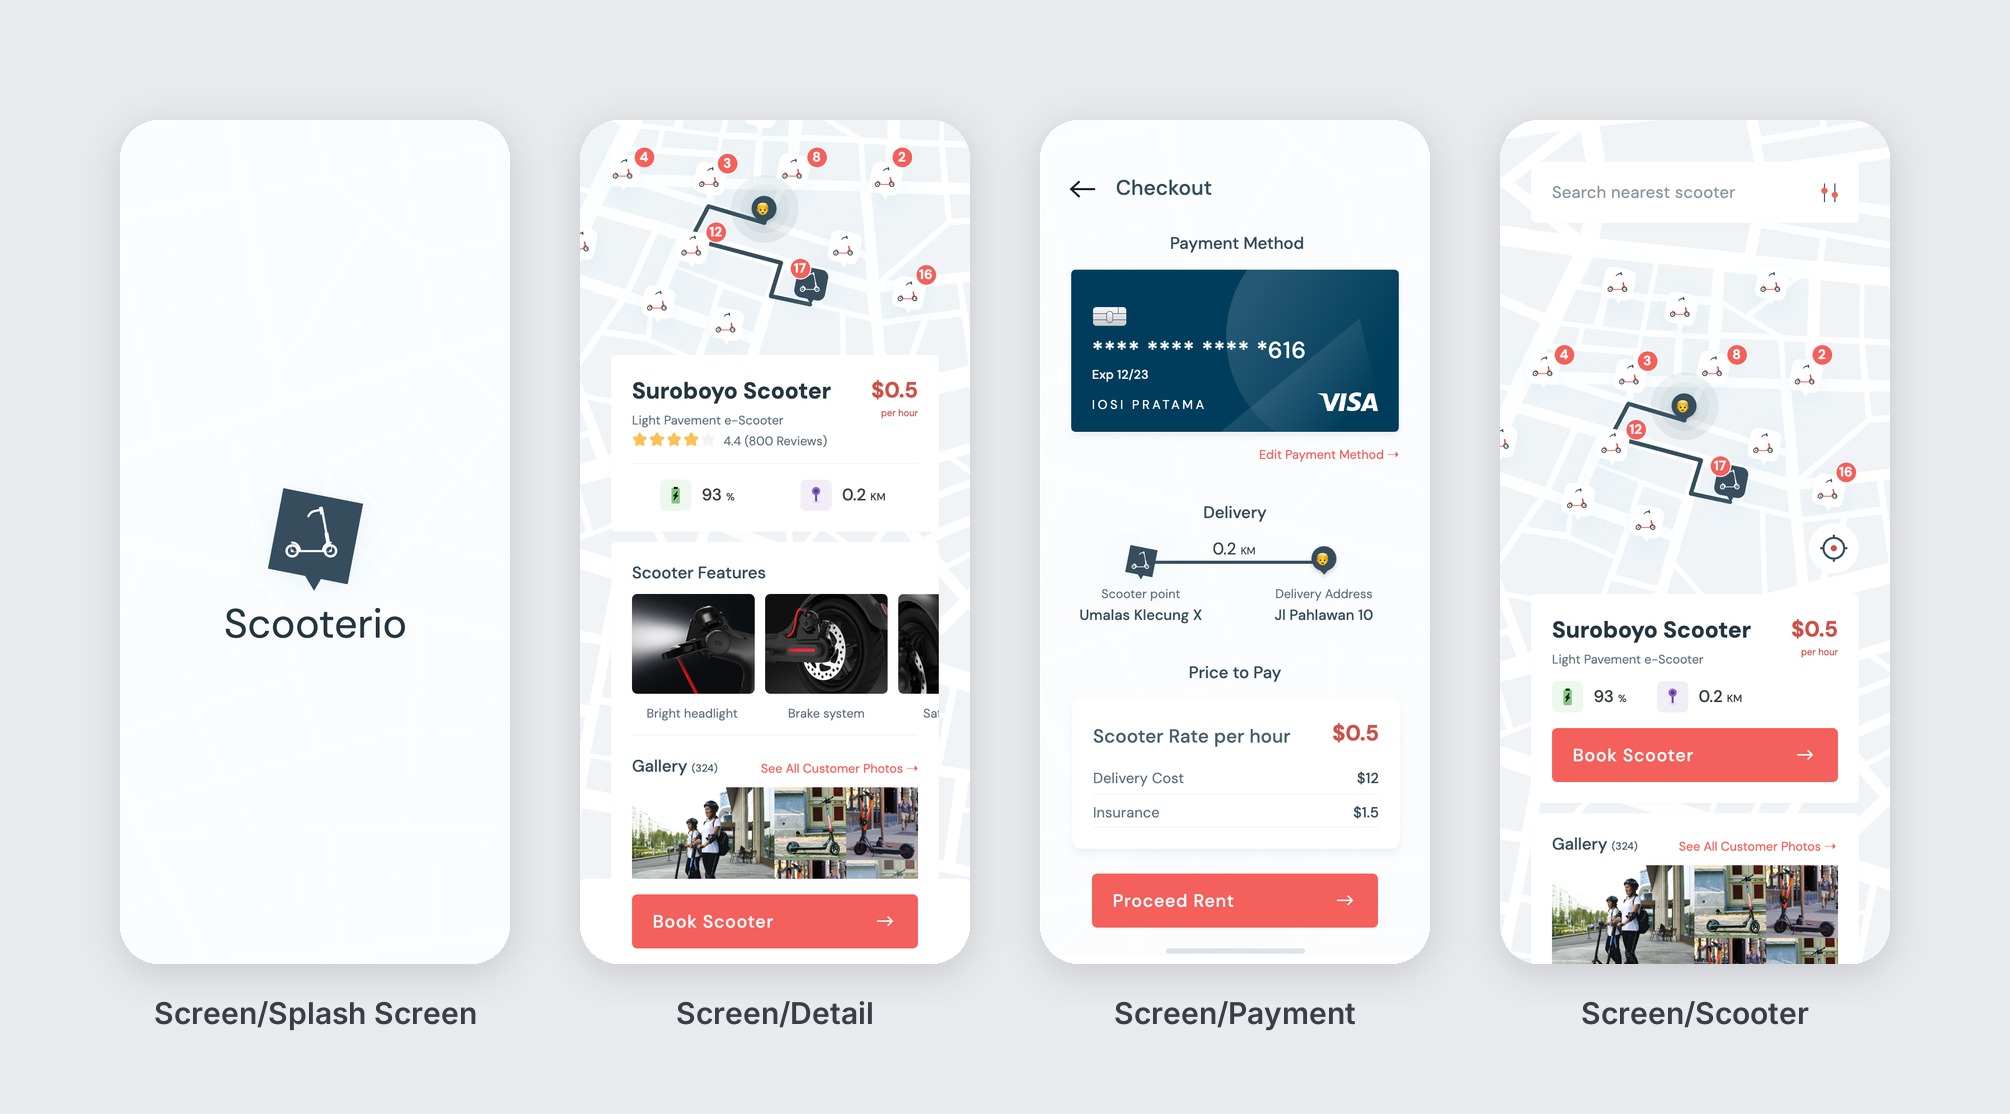 Scooterio
Screen/Splash Screen
4
3
8
2
12
17
16
Suroboyo Scooter
$0.5
per hour
Light Pavement e-Scooter
4.4 (800 Reviews)
93 %
0.2 KM
Scooter Features
Bright headlight
Brake system
Gallery (324)
See All Customer Photos →
Book Scooter →
Screen/Detail
← Checkout
Payment Method
**** **** **** *616
Exp 12/23
IOSI PRATAMA
VISA
Edit Payment Method →
Delivery
0.2 KM
Scooter point
Umalas Klecung X
Delivery Address
Jl Pahlawan 10
Price to Pay
Scooter Rate per hour $0.5
Delivery Cost $12
Insurance $1.5
Proceed Rent →
Screen/Payment
Search nearest scooter
4
3
8
2
12
17
16
Suroboyo Scooter
$0.5
per hour
Light Pavement e-Scooter
93 %
0.2 KM
Book Scooter →
Gallery (324)
See All Customer Photos →
Screen/Scooter